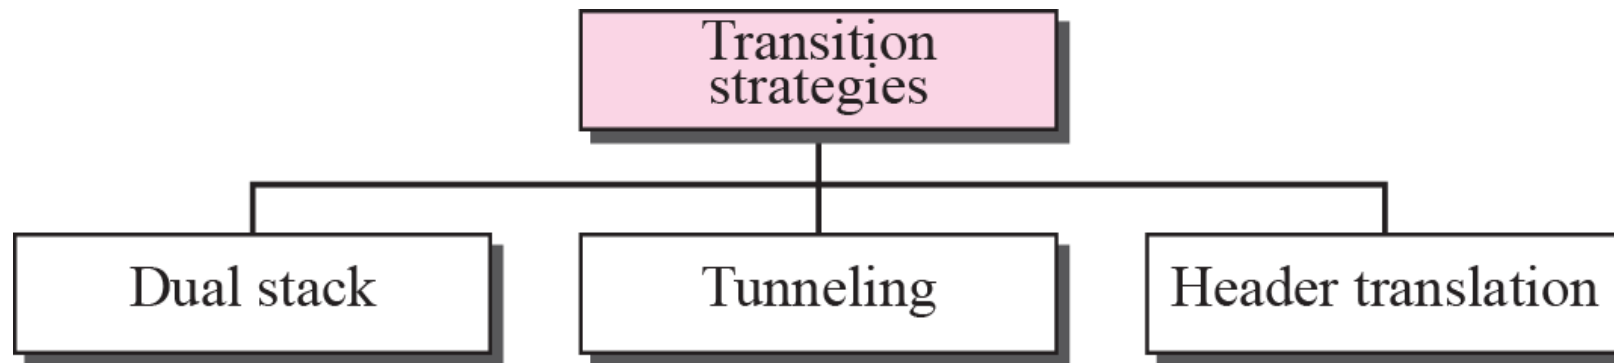 Transition
strategies
Dual stack
Tunneling
Header translation